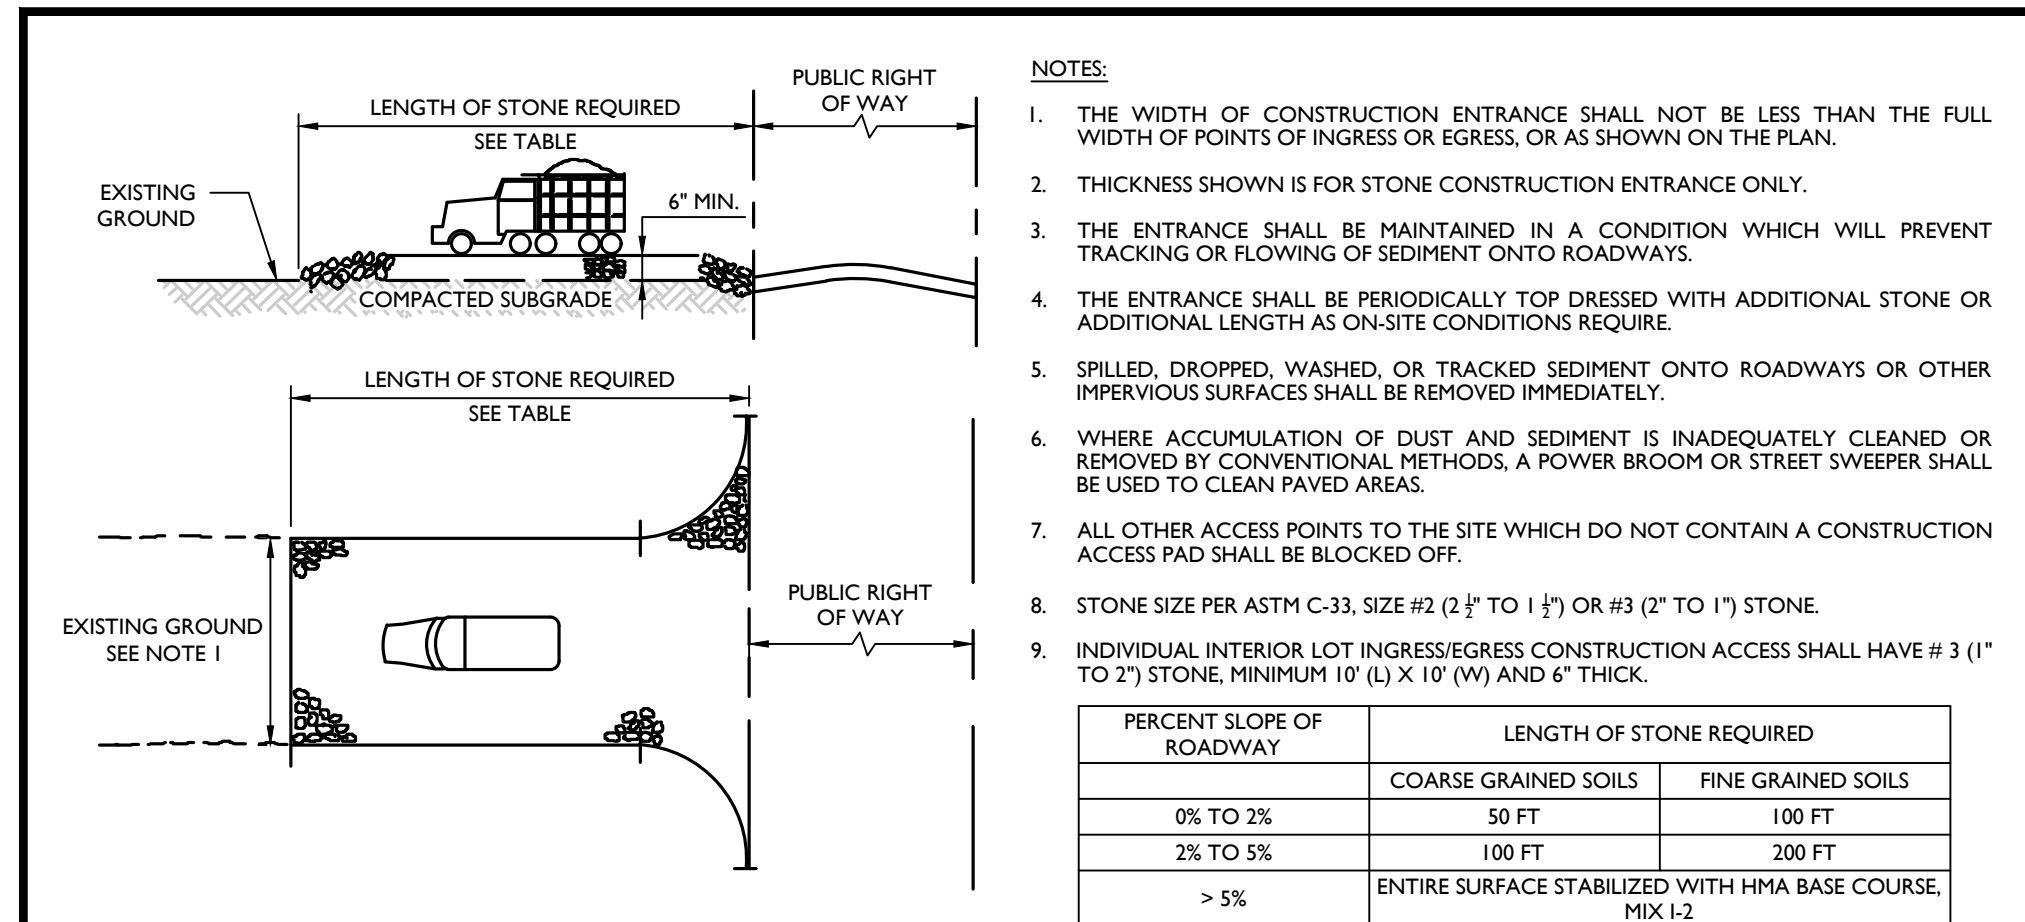 PUBLIC RIGHT
OF WAY
LENGTH OF STONE REQUIRED
SEE TABLE
EXISTING
GROUND
6" MIN.
COMPACTED SUBGRADE
LENGTH OF STONE REQUIRED
SEE TABLE
PUBLIC RIGHT
OF WAY
EXISTING GROUND
SEE NOTE 1
NOTES:
1. THE WIDTH OF CONSTRUCTION ENTRANCE SHALL NOT BE LESS THAN THE FULL
WIDTH OF POINTS OF INGRESS OR EGRESS, OR AS SHOWN ON THE PLAN.
2. THICKNESS SHOWN IS FOR STONE CONSTRUCTION ENTRANCE ONLY.
3. THE ENTRANCE SHALL BE MAINTAINED IN A CONDITION WHICH WILL PREVENT
TRACKING OR FLOWING OF SEDIMENT ONTO ROADWAYS.
4. THE ENTRANCE SHALL BE PERIODICALLY TOP DRESSED WITH ADDITIONAL STONE OR
ADDITIONAL LENGTH AS ON-SITE CONDITIONS REQUIRE.
5. SPILLED, DROPPED, WASHED, OR TRACKED SEDIMENT ONTO ROADWAYS OR OTHER
IMPERVIOUS SURFACES SHALL BE REMOVED IMMEDIATELY.
6. WHERE ACCUMULATION OF DUST AND SEDIMENT IS INADEQUATELY CLEANED OR
REMOVED BY CONVENTIONAL METHODS, A POWER BROOM OR STREET SWEEPER SHALL
BE USED TO CLEAN PAVED AREAS.
7. ALL OTHER ACCESS POINTS TO THE SITE WHICH DO NOT CONTAIN A CONSTRUCTION
ACCESS PAD SHALL BE BLOCKED OFF.
8. STONE SIZE PER ASTM C-33, SIZE #2 (2 ½" TO 1 ½") OR #3 (2" TO 1") STONE.
9. INDIVIDUAL INTERIOR LOT INGRESS/EGRESS CONSTRUCTION ACCESS SHALL HAVE # 3 (1"
TO 2") STONE, MINIMUM 10' (L) X 10' (W) AND 6" THICK.
PERCENT SLOPE OF
ROADWAY
LENGTH OF STONE REQUIRED
COARSE GRAINED SOILS FINE GRAINED SOILS
0% TO 2% 50 FT 100 FT
2% TO 5% 100 FT 200 FT
> 5% ENTIRE SURFACE STABILIZED WITH HMA BASE COURSE,
MIX I-2